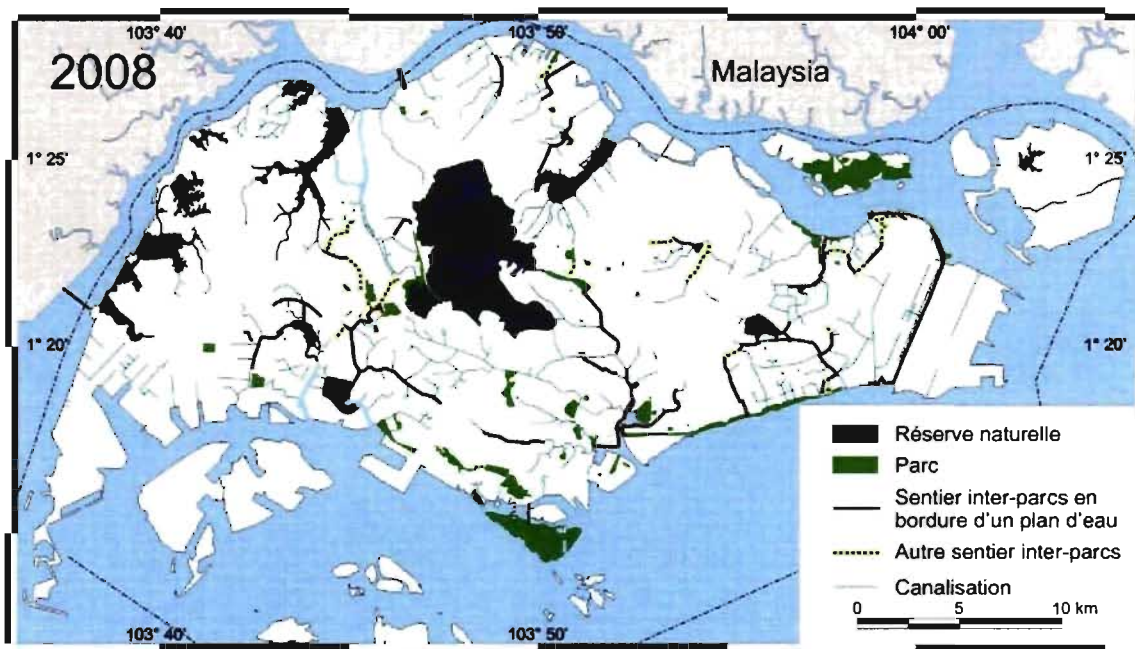 103° 40'
103° 50'
104° 00'
2008
Malaysia
1° 25'
1° 25'
1° 20'
1° 20'
Réserve naturelle
Parc
Sentier inter-parcs en
bordure d'un plan d'eau
Autre sentier inter-parcs
Canalisation
0 5 10 km
103° 40'
103° 50'